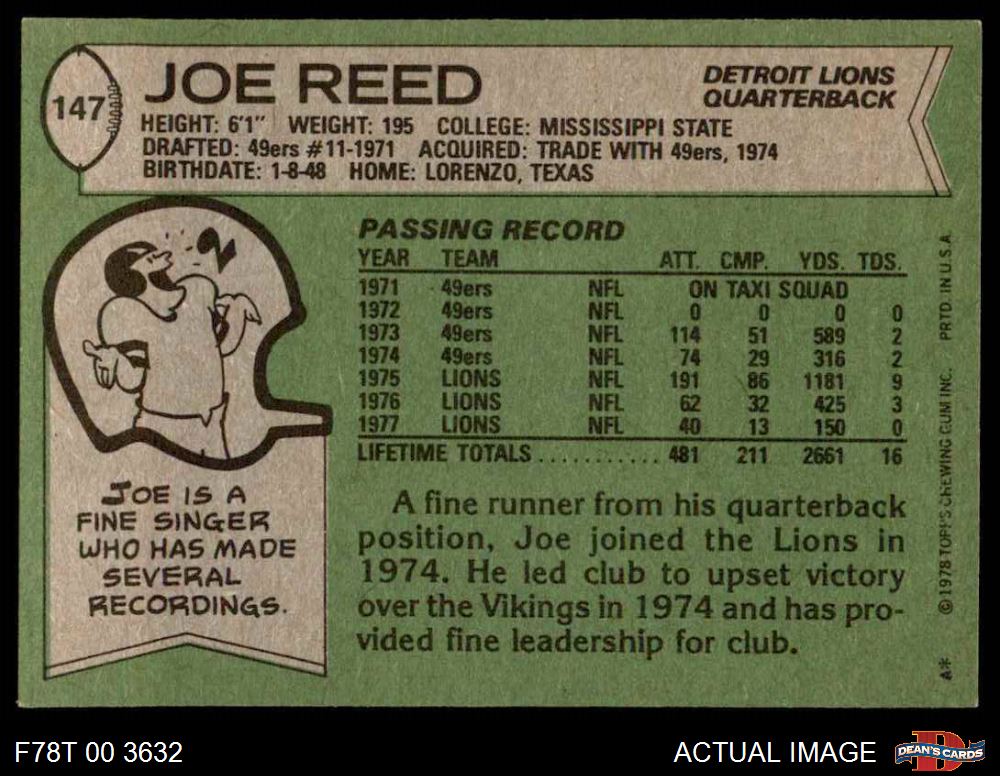 147
JOE REED
DETROIT LIONS
QUARTERBACK
HEIGHT: 6'1" WEIGHT: 195 COLLEGE: MISSISSIPPI STATE
DRAFTED: 49ers #11-1971 ACQUIRED: TRADE WITH 49ers, 1974
BIRTHDATE: 1-8-48 HOME: LORENZO, TEXAS
PASSING RECORD
YEAR TEAM ATT. CMP. YDS. TDS.
1971 49ers NFL ON TAXI SQUAD
1972 49ers NFL 0 0 0 0
1973 49ers NFL 114 51 589 2
1974 49ers NFL 74 29 316 2
1975 LIONS NFL 191 86 1181 9
1976 LIONS NFL 62 32 425 3
1977 LIONS NFL 40 13 150 0
LIFETIME TOTALS........... 481 211 2661 16
JOE IS A
FINE SINGER
WHO HAS MADE
SEVERAL
RECORDINGS.
A fine runner from his quarterback
position, Joe joined the Lions in
1974. He led club to upset victory
over the Vikings in 1974 and has pro-
vided fine leadership for club.
A* © 1978 TOPPS CHEWING GUM INC. PRTD. IN U.S.A.
F78T 00 3632
ACTUAL IMAGE
D
DEAN'S CARDS